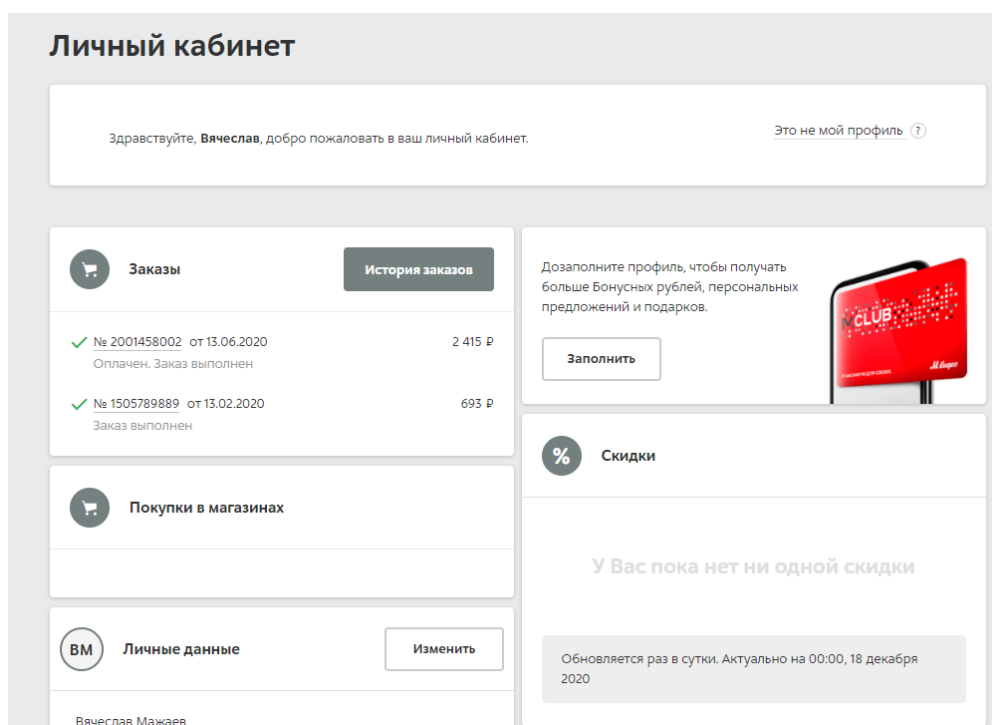 Личный кабинет
Здравствуйте, Вячеслав, добро пожаловать в ваш личный кабинет.
Это не мой профиль ?
Заказы
История заказов
№ 2001458002 от 13.06.2020 2 415 ₽
Оплачен. Заказ выполнен
№ 1505789889 от 13.02.2020 693 ₽
Заказ выполнен
Покупки в магазинах
ВМ Личные данные
Изменить
Вячеслав Мажаев
Дозаполните профиль, чтобы получать
больше Бонусных рублей, персональных
предложений и подарков.
Заполнить
MCLUB
М.Видео
% Скидки
У Вас пока нет ни одной скидки
Обновляется раз в сутки. Актуально на 00:00, 18 декабря
2020